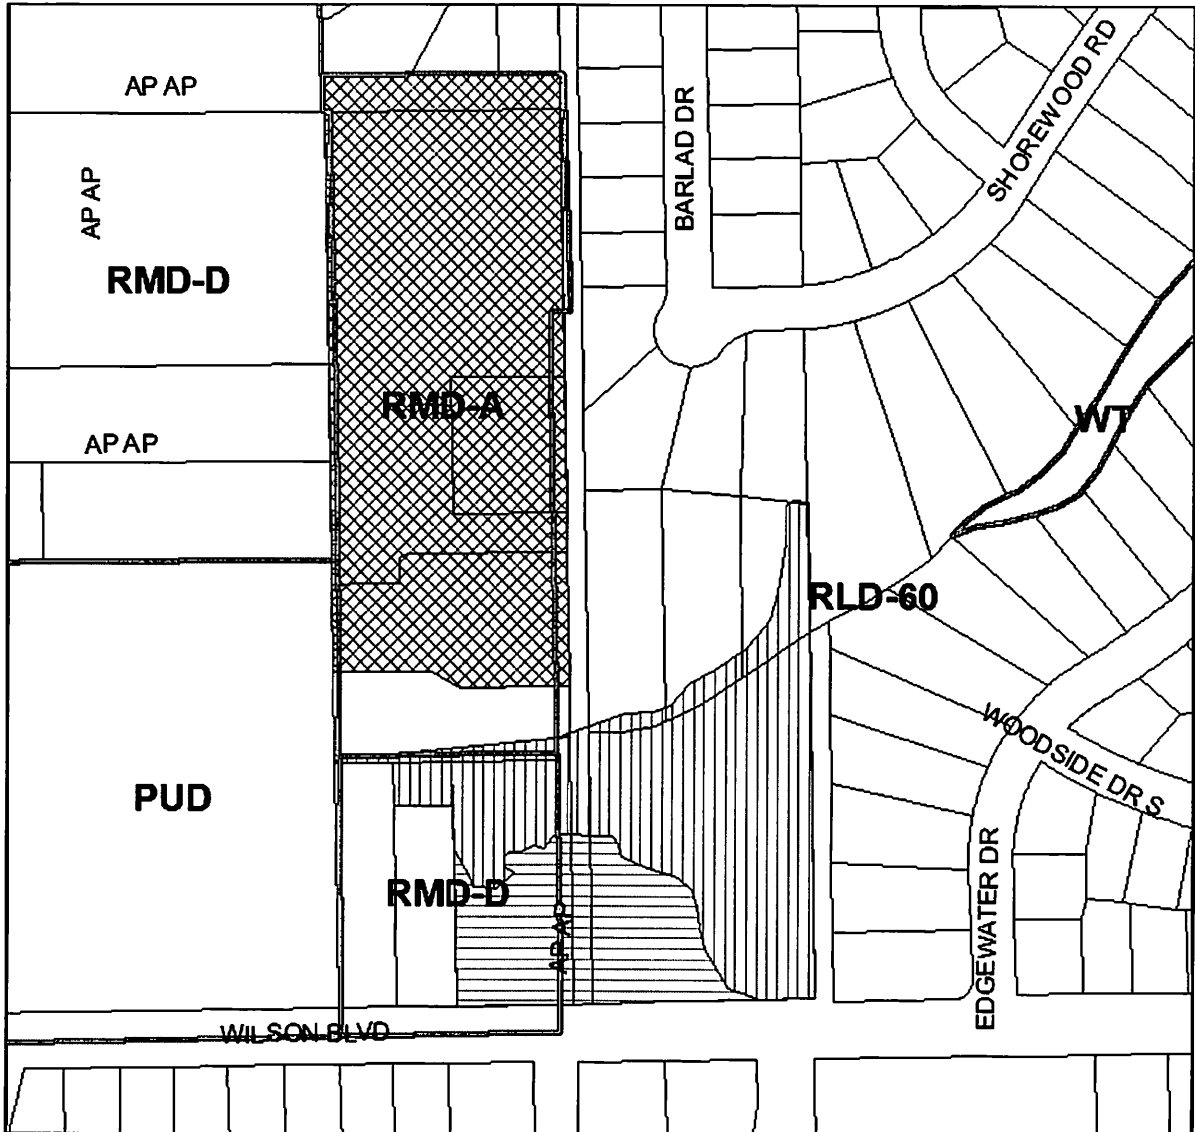 AP AP
BARLAD DR
SHOREWOOD RD
AP AP
RMD-D
RMD-A
WT
AP AP
RLD-60
WOODSIDE DR S
PUD
EDGEWATER DR
RMD-D
AP AP
WILSON BLVD